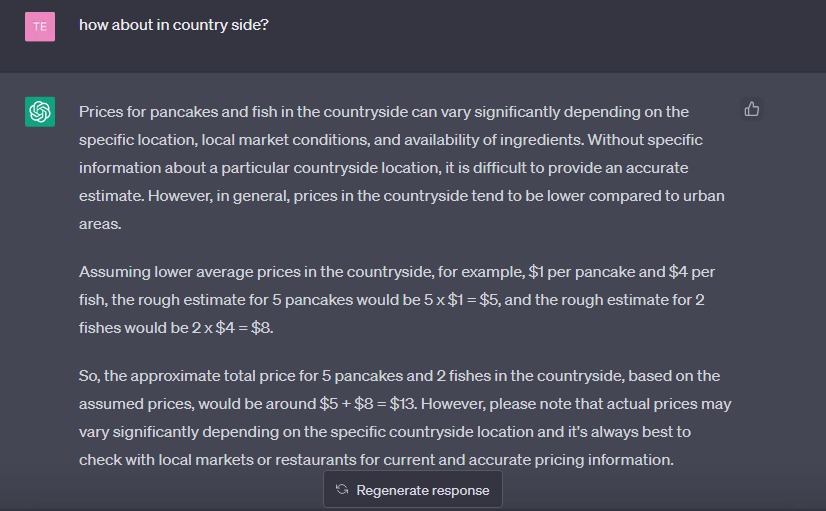 TE
how about in country side?
Prices for pancakes and fish in the countryside can vary significantly depending on the
specific location, local market conditions, and availability of ingredients. Without specific
information about a particular countryside location, it is difficult to provide an accurate
estimate. However, in general, prices in the countryside tend to be lower compared to urban
areas.
Assuming lower average prices in the countryside, for example, $1 per pancake and $4 per
fish, the rough estimate for 5 pancakes would be 5 x $1 = $5, and the rough estimate for 2
fishes would be 2 x $4 = $8.
So, the approximate total price for 5 pancakes and 2 fishes in the countryside, based on the
assumed prices, would be around $5 + $8 = $13. However, please note that actual prices may
vary significantly depending on the specific countryside location and it's always best to
check with local markets or restaurants for current and accurate pricing information.
Regenerate response